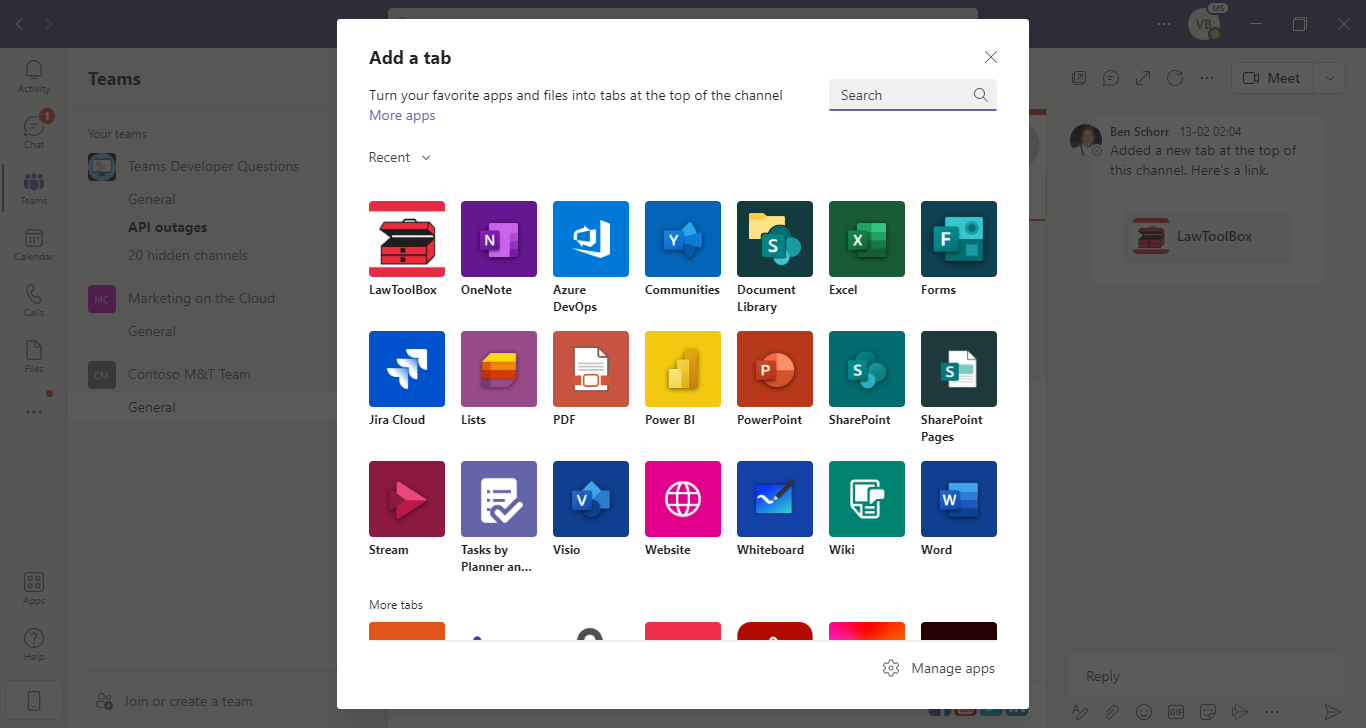 MS
VB
Activity
Chat
1
Teams
Calendar
Calls
Files
Apps
Help
Teams
Your teams
Teams Developer Questions
General
API outages
20 hidden channels
MC
Marketing on the Cloud
General
CM
Contoso M&T Team
General
Join or create a team
Add a tab
Turn your favorite apps and files into tabs at the top of the channel
More apps
Search
Recent
LawToolBox
N
OneNote
Azure
DevOps
Y
Communities
S
Document
Library
X
Excel
F
Forms
Jira Cloud
Lists
PDF
Power BI
P
PowerPoint
S
SharePoint
S
SharePoint
Pages
Stream
Tasks by
Planner an...
V
Visio
Website
Whiteboard
Wiki
W
Word
More tabs
Manage apps
Meet
Ben Schorr 13-02 02:04
Added a new tab at the top of
this channel. Here's a link.
LawToolBox
Reply
GIF